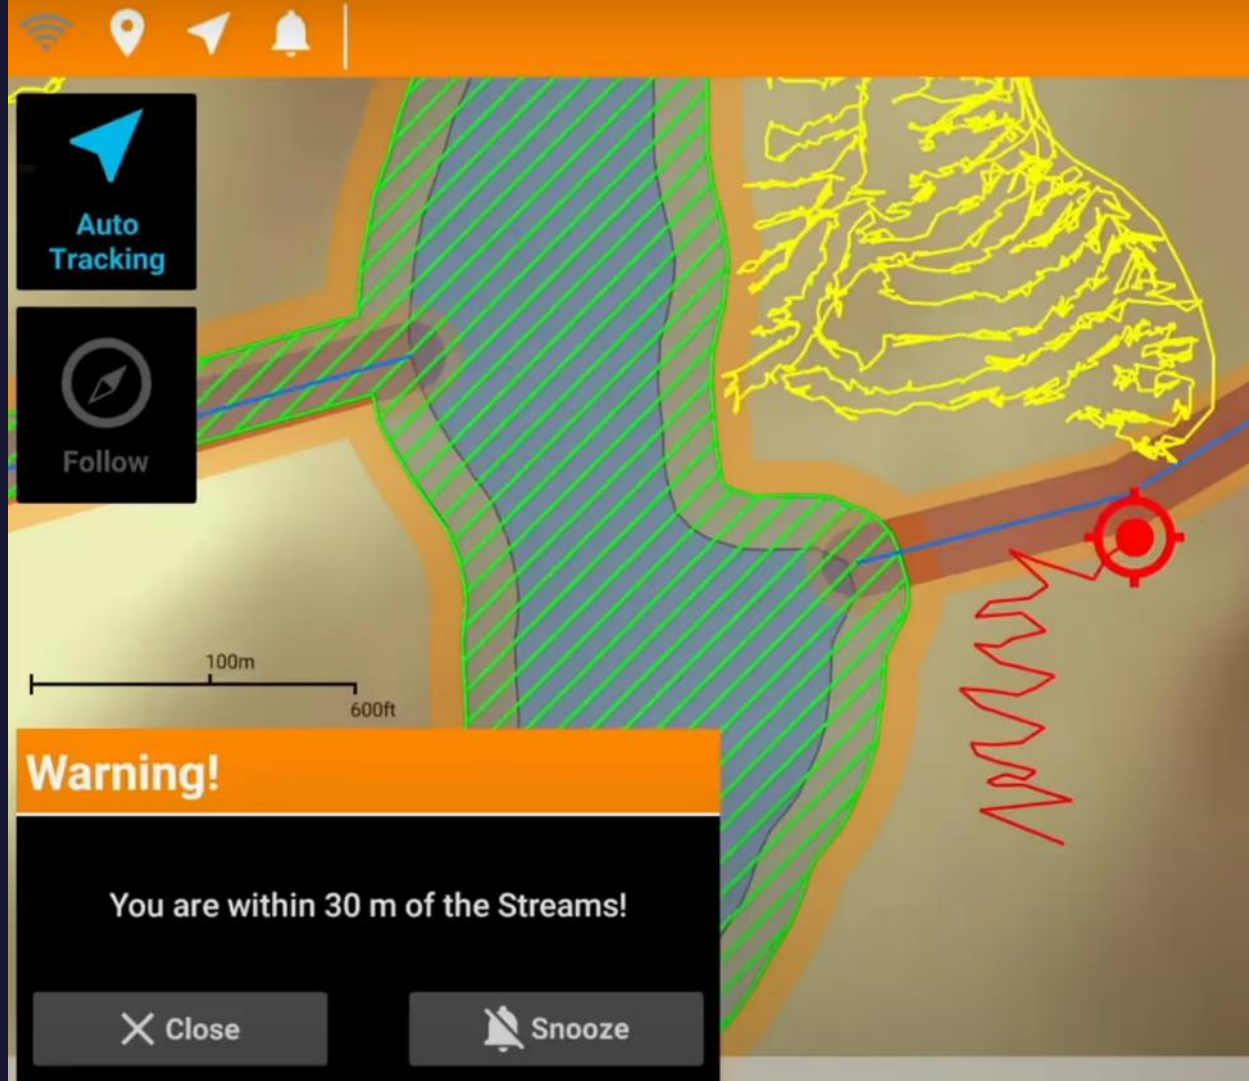 Auto
Tracking
Follow
100m
600ft
Warning!
You are within 30 m of the Streams!
Close
Snooze